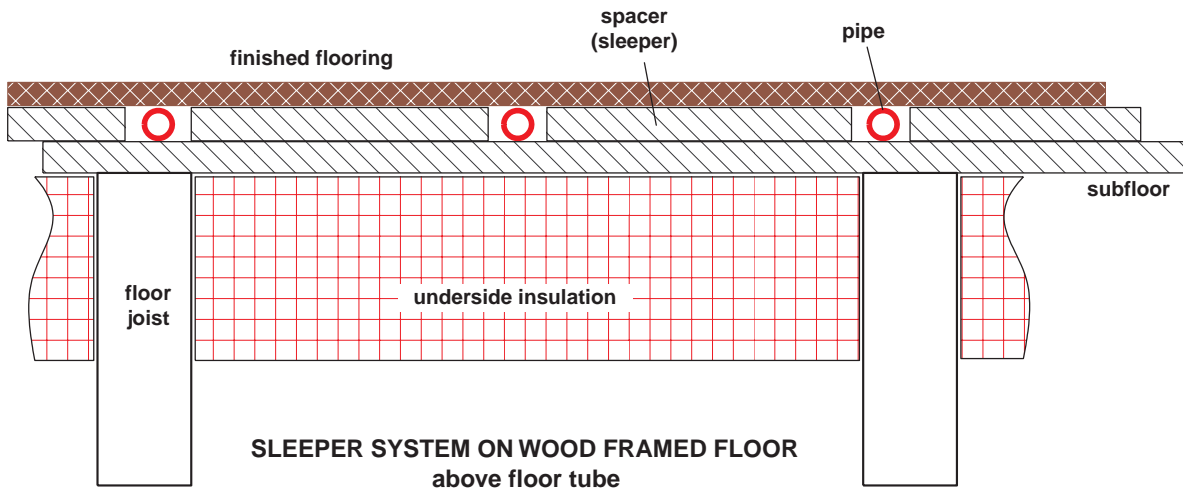 spacer
(sleeper)
pipe
finished flooring
subfloor
floor
joist
underside insulation
SLEEPER SYSTEM ON WOOD FRAMED FLOOR
above floor tube